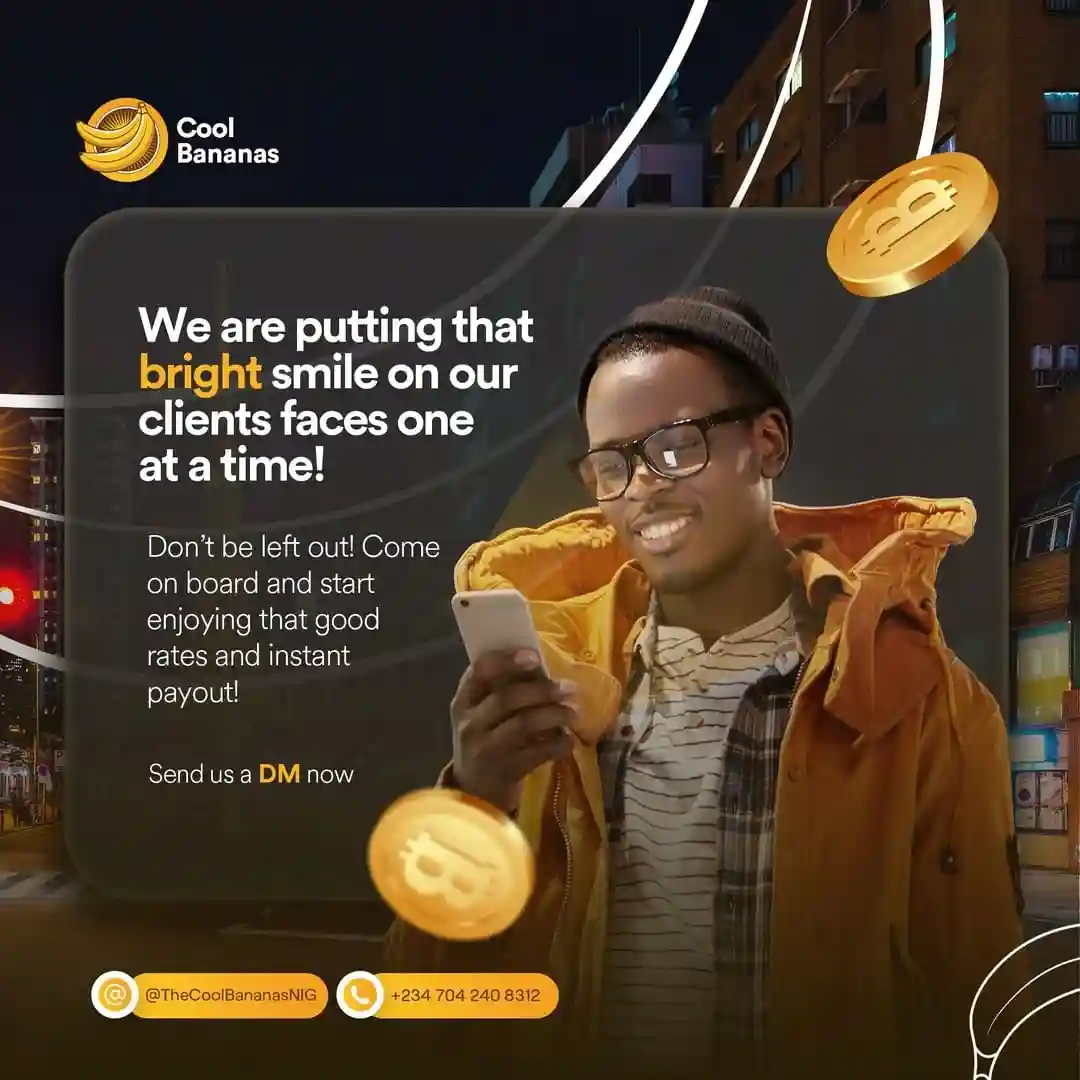 Cool
Bananas
We are putting that
bright smile on our
clients faces one
at a time!
Don't be left out! Come
on board and start
enjoying that good
rates and instant
payout!
Send us a DM now
@TheCoolBananasNIG
+234 704 240 8312